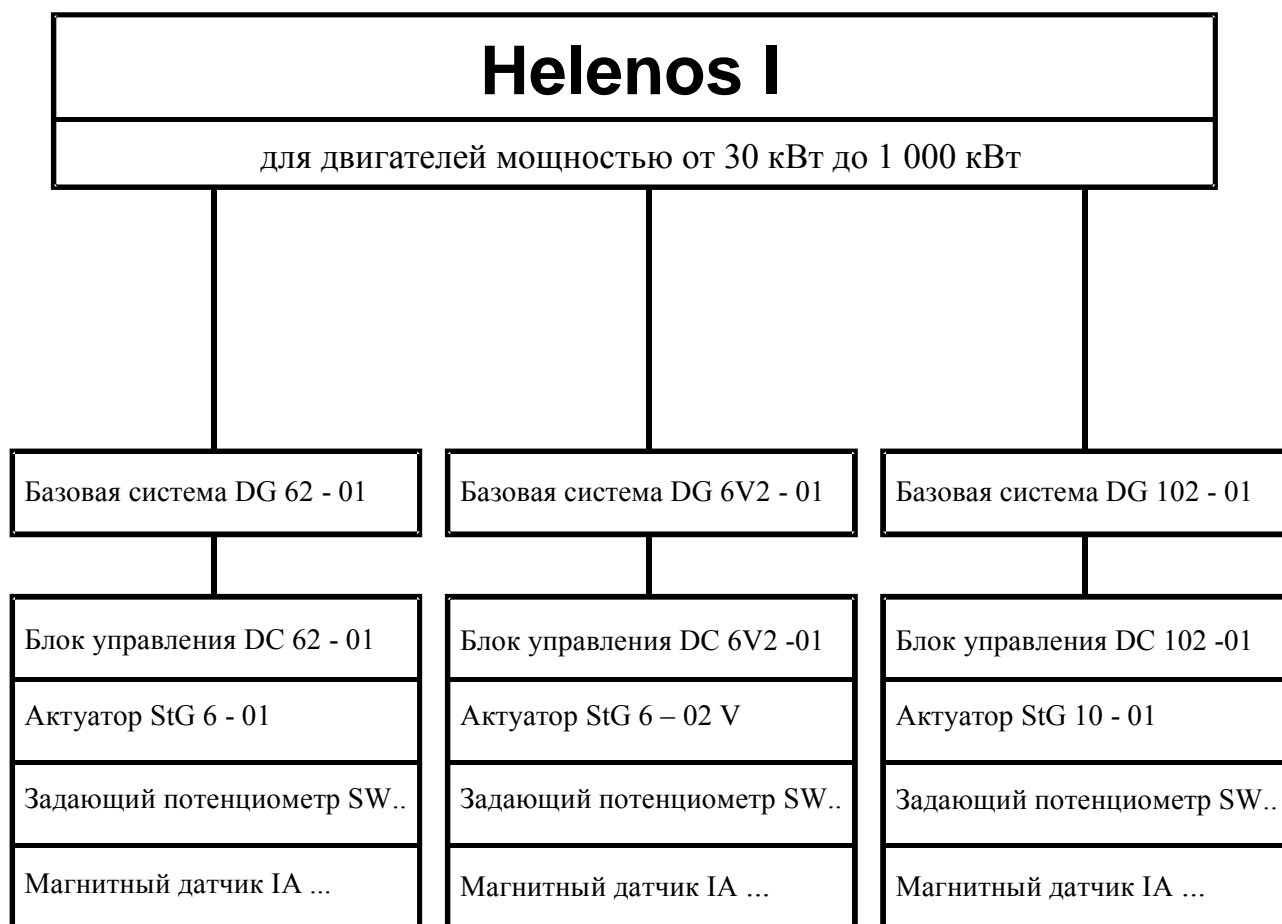 Helenos I
для двигателей мощностью от 30 кВт до 1 000 кВт
Базовая система DG 62 - 01
Базовая система DG 6V2 - 01
Базовая система DG 102 - 01
Блок управления DC 62 - 01
Актуатор StG 6 - 01
Задающий потенциометр SW..
Магнитный датчик IA ...
Блок управления DC 6V2 -01
Актуатор StG 6 – 02 V
Задающий потенциометр SW..
Магнитный датчик IA ...
Блок управления DC 102 -01
Актуатор StG 10 - 01
Задающий потенциометр SW..
Магнитный датчик IA ...